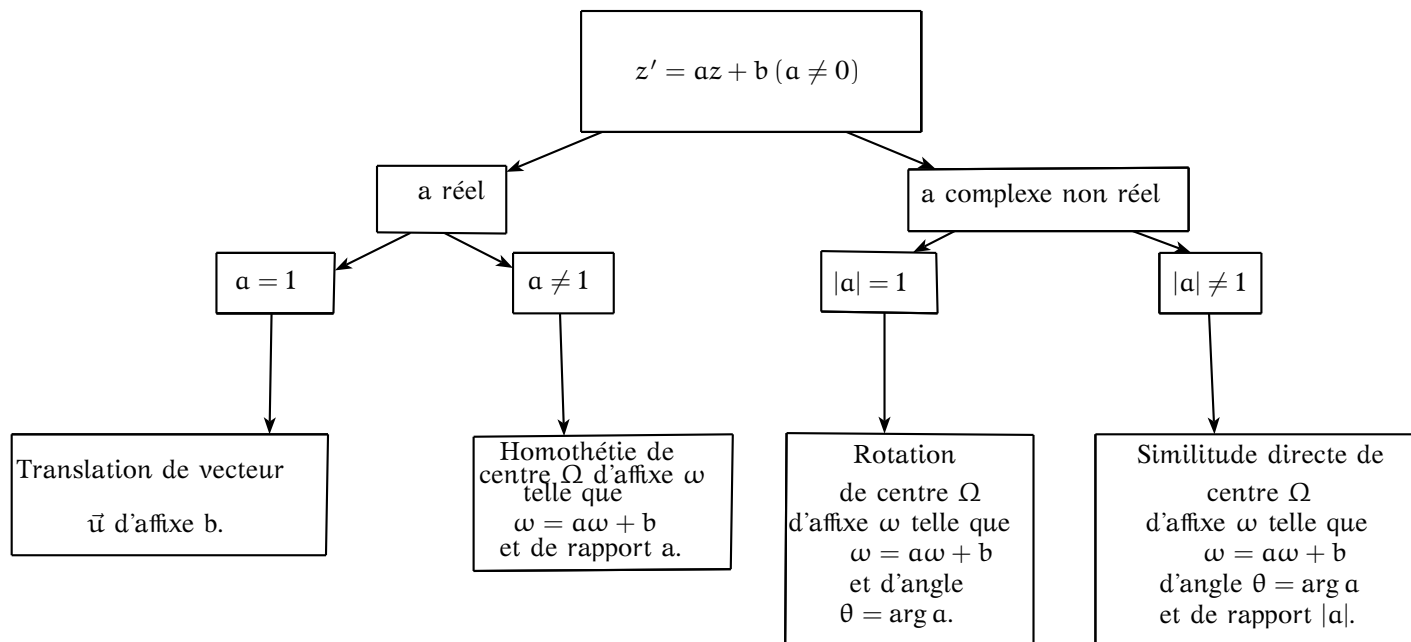 z′ = az + b (a ≠ 0)
a réel
a complexe non réel
a = 1
a ≠ 1
|a| = 1
|a| ≠ 1
Translation de vecteur
u⃗ d'affixe b.
Homothétie de
centre Ω d'affixe ω
telle que
ω = aω + b
et de rapport a.
Rotation
de centre Ω
d'affixe ω telle que
ω = aω + b
et d'angle
θ = arg a.
Similitude directe de
centre Ω
d'affixe ω telle que
ω = aω + b
d'angle θ = arg a
et de rapport |a|.